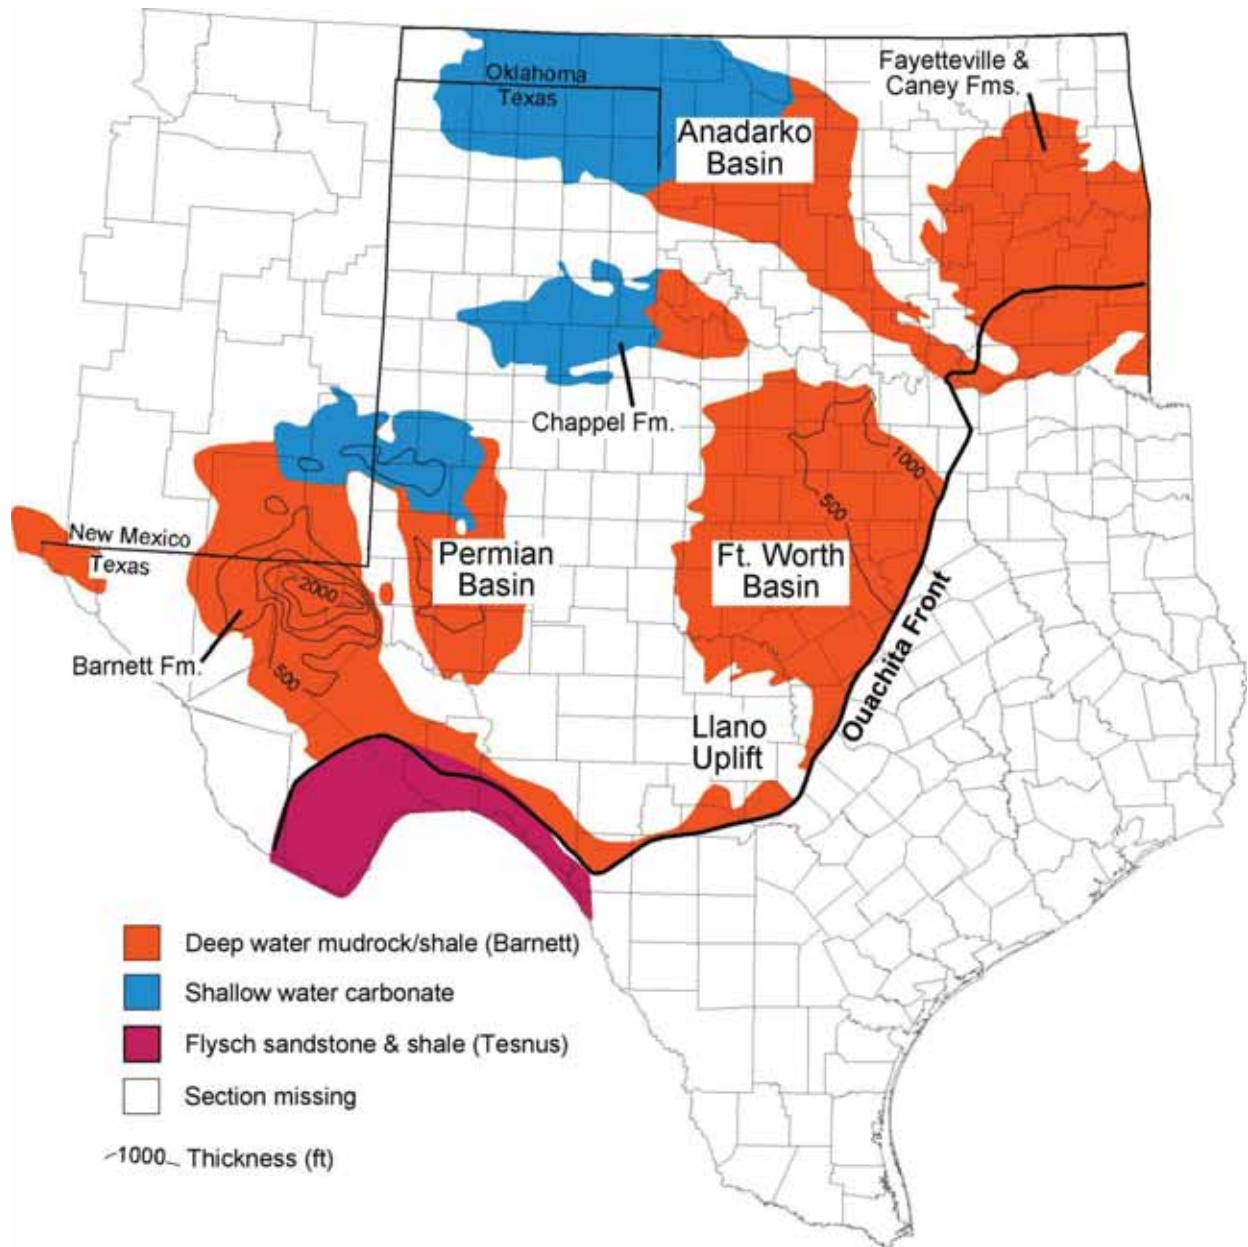 Fayetteville &
Caney Fms.
Oklahoma
Texas
Anadarko
Basin
Chappel Fm.
1000
500
New Mexico
Texas
Permian
Basin
Ft. Worth
Basin
2000
Barnett Fm.
500
Ouachita Front
Llano
Uplift
Deep water mudrock/shale (Barnett)
Shallow water carbonate
Flysch sandstone & shale (Tesnus)
Section missing
1000 Thickness (ft)